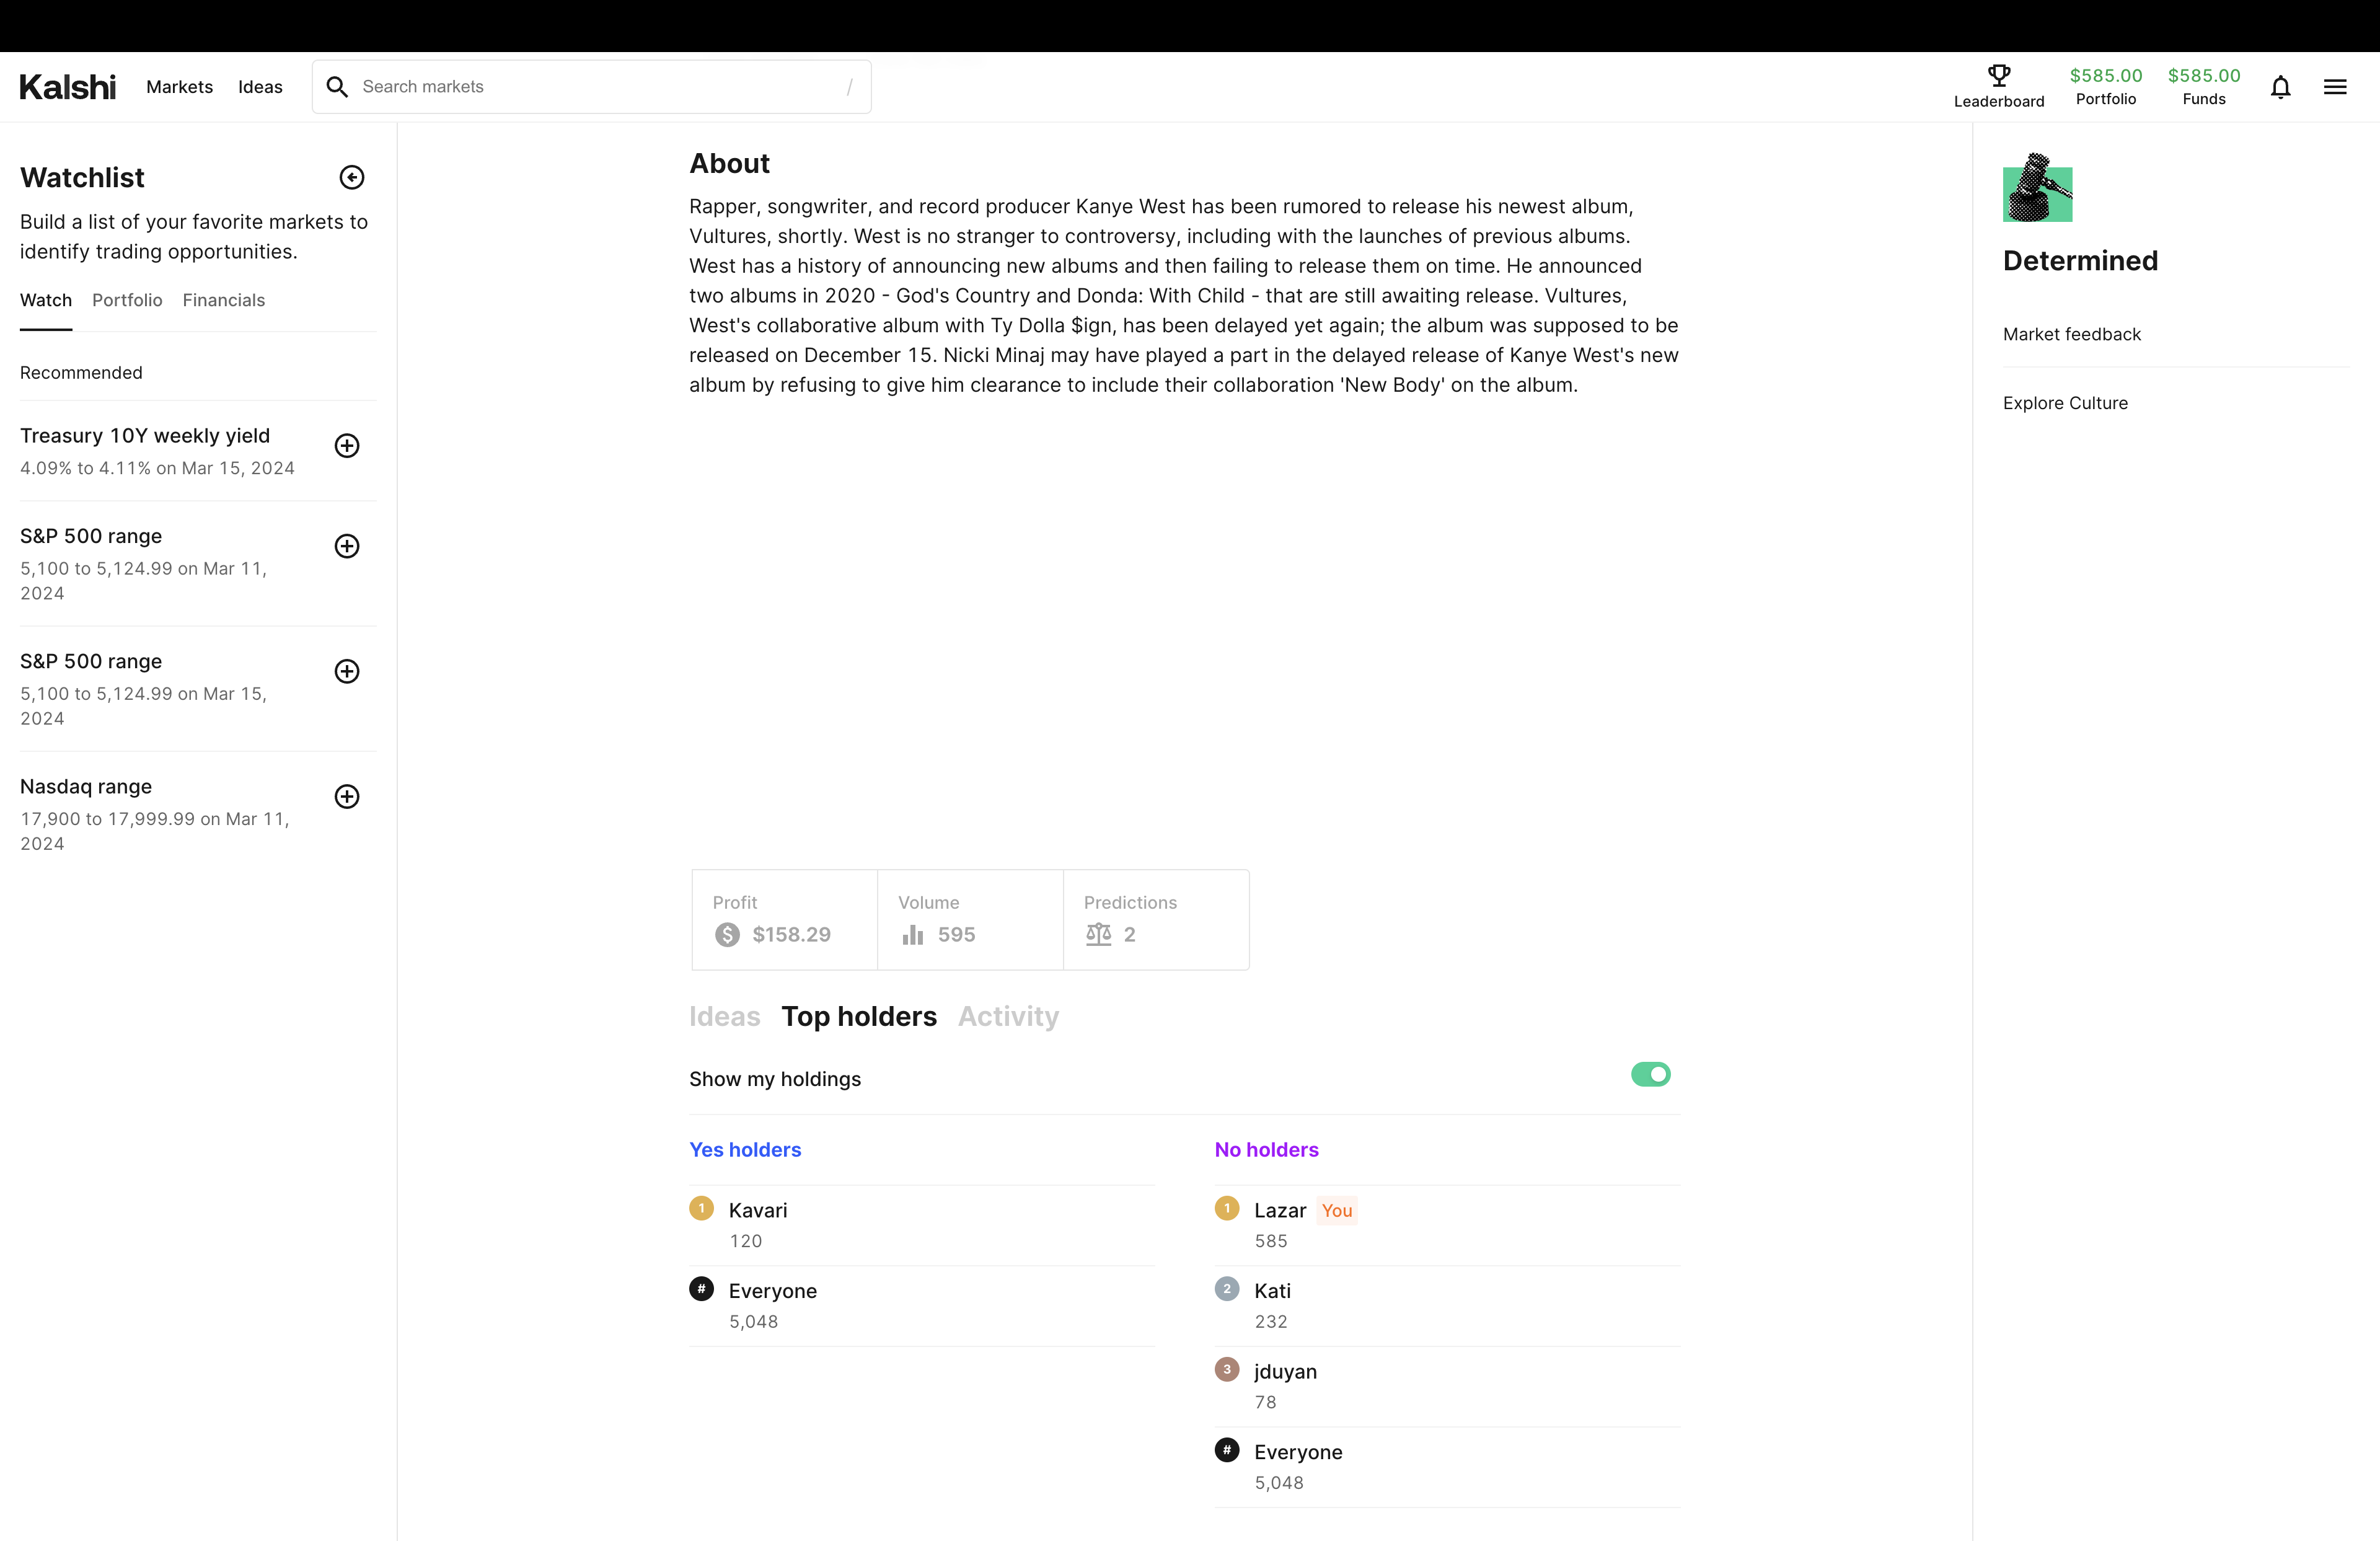 Kalshi
Markets
Ideas
Search markets
/
Leaderboard
$585.00
Portfolio
$585.00
Funds
Watchlist
Build a list of your favorite markets to
identify trading opportunities.
Watch
Portfolio
Financials
Recommended
Treasury 10Y weekly yield
4.09% to 4.11% on Mar 15, 2024
S&P 500 range
5,100 to 5,124.99 on Mar 11,
2024
S&P 500 range
5,100 to 5,124.99 on Mar 15,
2024
Nasdaq range
17,900 to 17,999.99 on Mar 11,
2024
About
Rapper, songwriter, and record producer Kanye West has been rumored to release his newest album,
Vultures, shortly. West is no stranger to controversy, including with the launches of previous albums.
West has a history of announcing new albums and then failing to release them on time. He announced
two albums in 2020 - God's Country and Donda: With Child - that are still awaiting release. Vultures,
West's collaborative album with Ty Dolla $ign, has been delayed yet again; the album was supposed to be
released on December 15. Nicki Minaj may have played a part in the delayed release of Kanye West's new
album by refusing to give him clearance to include their collaboration 'New Body' on the album.
Profit
$158.29
Volume
595
Predictions
2
Ideas
Top holders
Activity
Show my holdings
Yes holders
1 Kavari
120
# Everyone
5,048
No holders
1 Lazar You
585
2 Kati
232
3 jduyan
78
# Everyone
5,048
Determined
Market feedback
Explore Culture